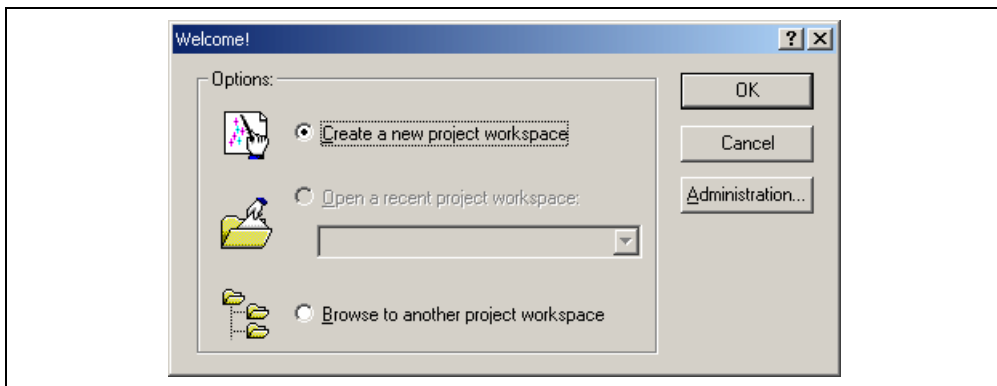 Welcome!
Options:
Create a new project workspace
Open a recent project workspace:
Browse to another project workspace
OK
Cancel
Administration...